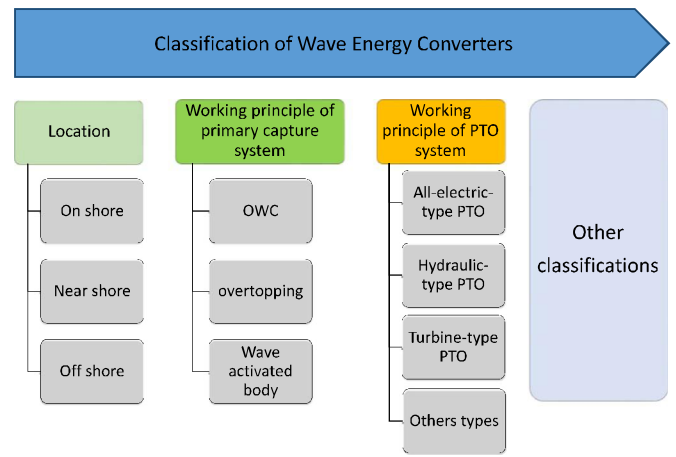 Classification of Wave Energy Converters
Location
On shore
Near shore
Off shore
Working principle of
primary capture
system
OWC
overtopping
Wave
activated
body
Working
principle of PTO
system
All-electric-
type PTO
Hydraulic-
type PTO
Turbine-type
PTO
Others types
Other
classifications